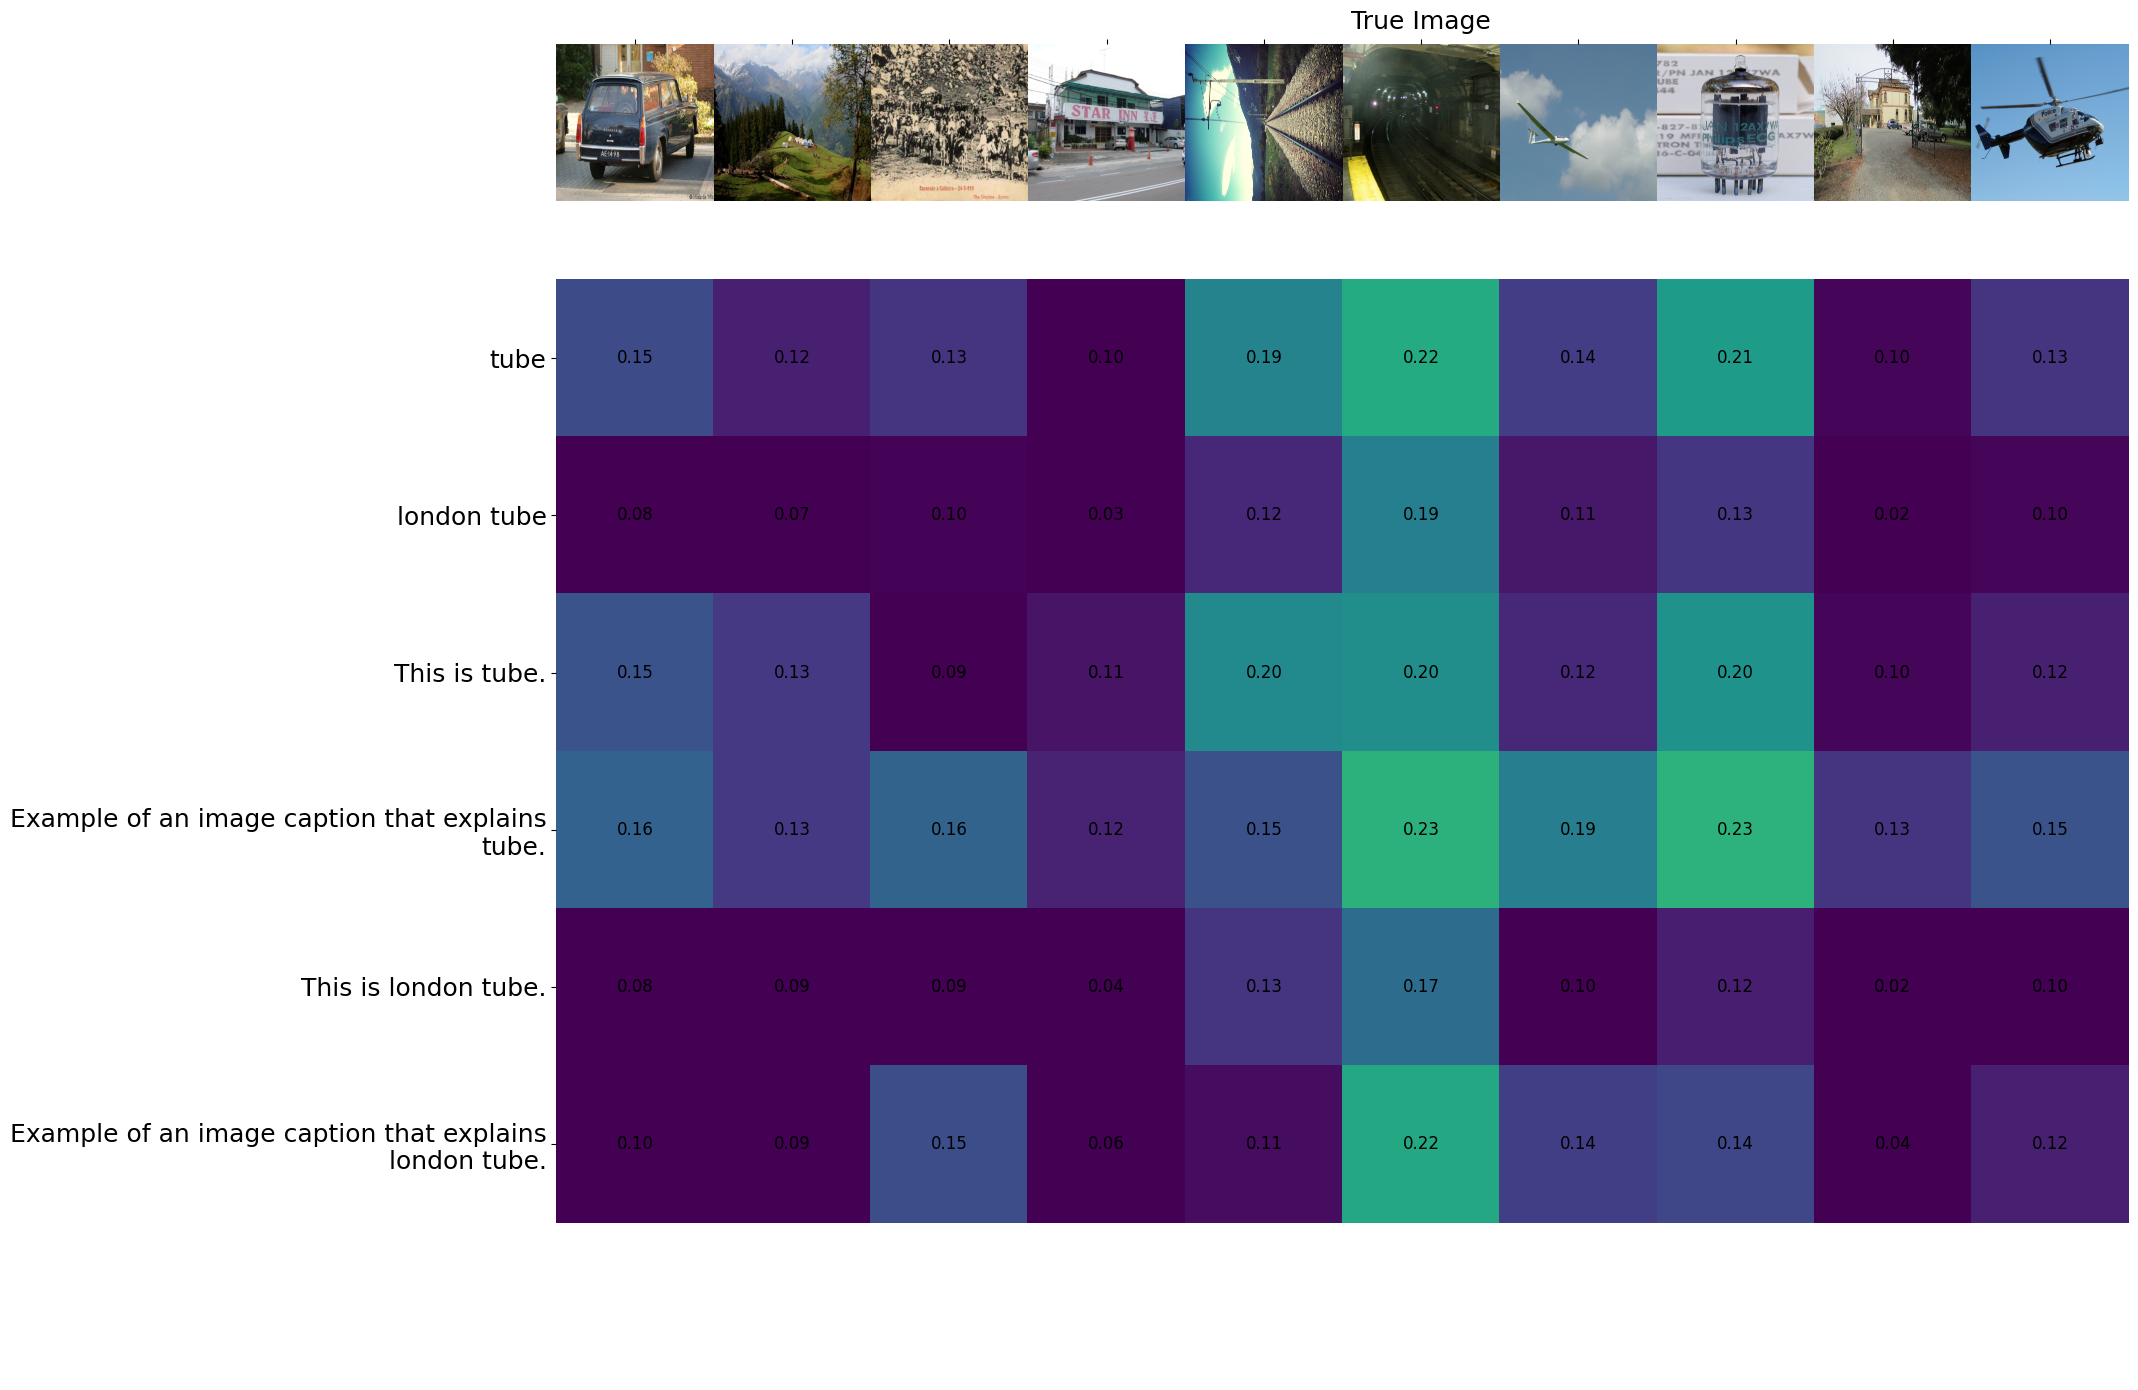 True Image
STAR INN
tube
0.15 0.12 0.13 0.10 0.19 0.22 0.14 0.21 0.10 0.13
london tube
0.08 0.07 0.10 0.03 0.12 0.19 0.11 0.13 0.02 0.10
This is tube.
0.15 0.13 0.09 0.11 0.20 0.20 0.12 0.20 0.10 0.12
Example of an image caption that explains
tube.
0.16 0.13 0.16 0.12 0.15 0.23 0.19 0.23 0.13 0.15
This is london tube.
0.08 0.09 0.09 0.04 0.13 0.17 0.10 0.12 0.02 0.10
Example of an image caption that explains
london tube.
0.10 0.09 0.15 0.06 0.11 0.22 0.14 0.14 0.04 0.12